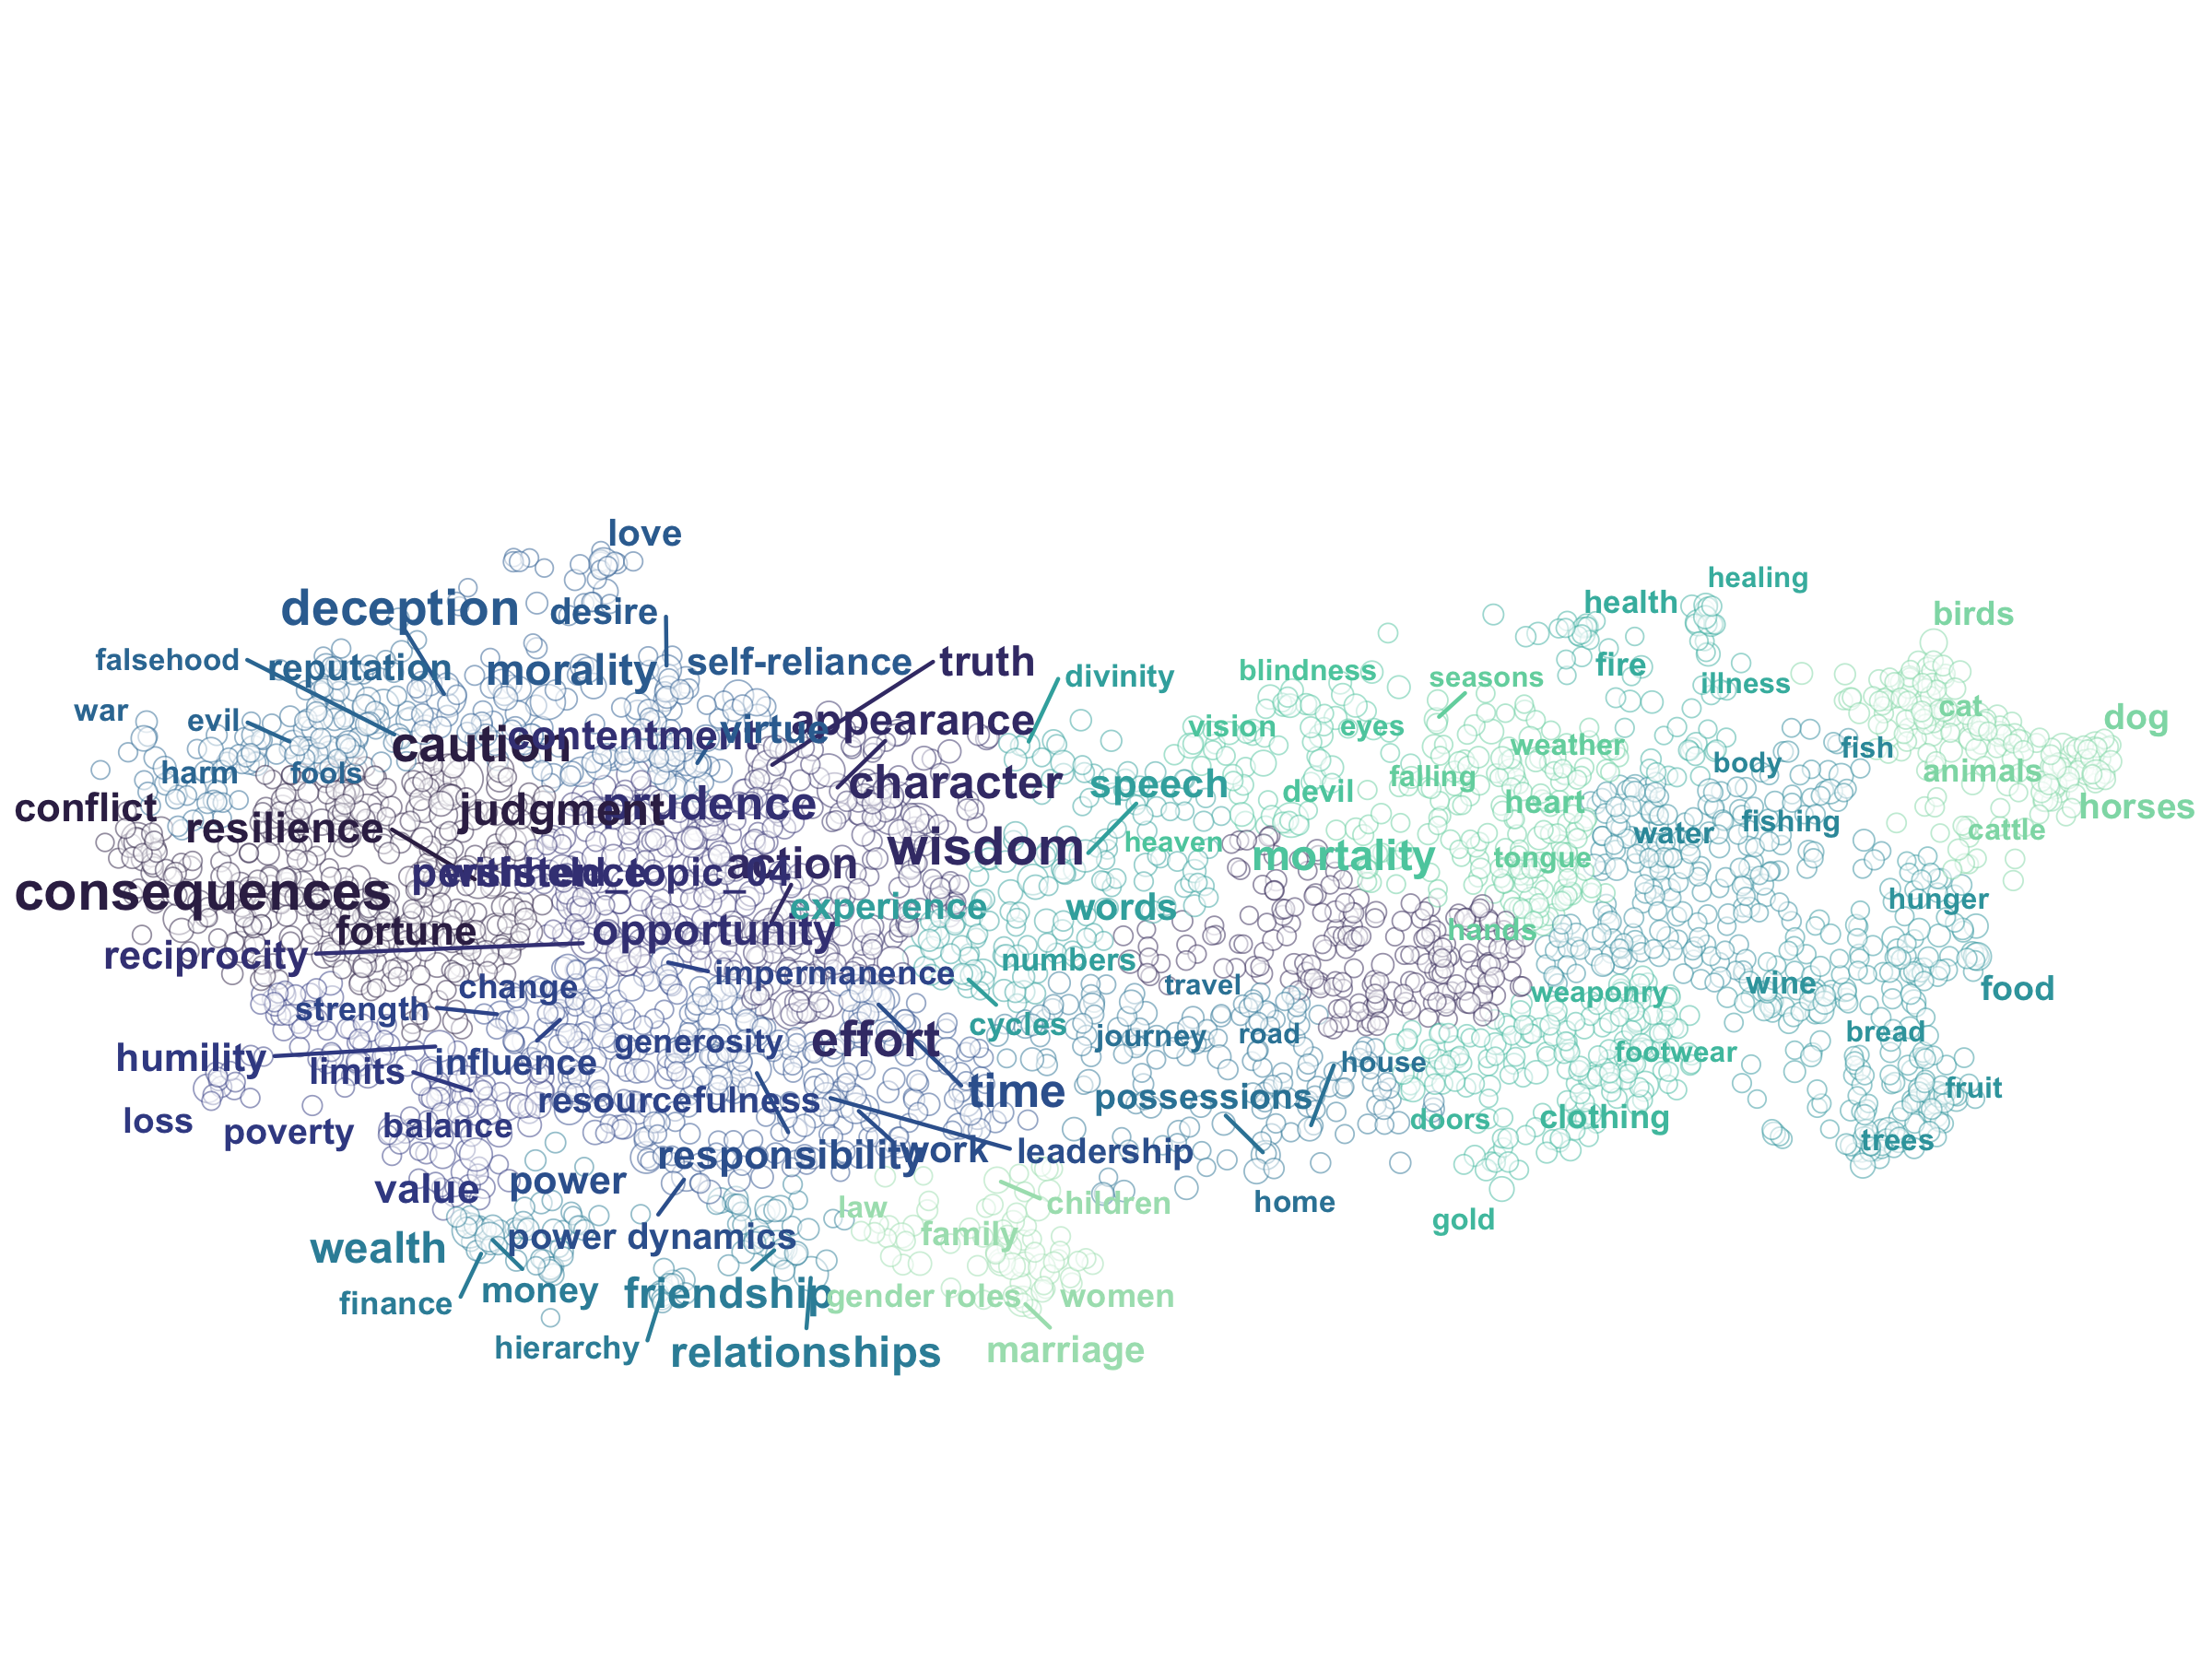 love
healing
health
deception
desire
birds
falsehood
reputation
morality
self-reliance
truth
divinity
blindness
seasons
fire
illness
war
evil
contentment
virtue
appearance
vision
eyes
weather
cat
dog
caution
harm
fools
character
speech
devil
falling
body
fish
animals
conflict
resilience
judgment
prudence
heart
horses
wisdom
heaven
mortality
tongue
water
fishing
cattle
consequences
persistence
withheld_topic_04
action
experience
words
hunger
fortune
reciprocity
opportunity
hands
change
impermanence
numbers
travel
weaponry
wine
food
strength
generosity
effort
cycles
journey
road
house
footwear
bread
humility
limits
influence
resourcefulness
time
possessions
fruit
loss
poverty
balance
responsibility
work
leadership
doors
clothing
trees
value
power
law
children
home
gold
wealth
power dynamics
family
finance
money
friendship
gender roles
women
hierarchy
relationships
marriage